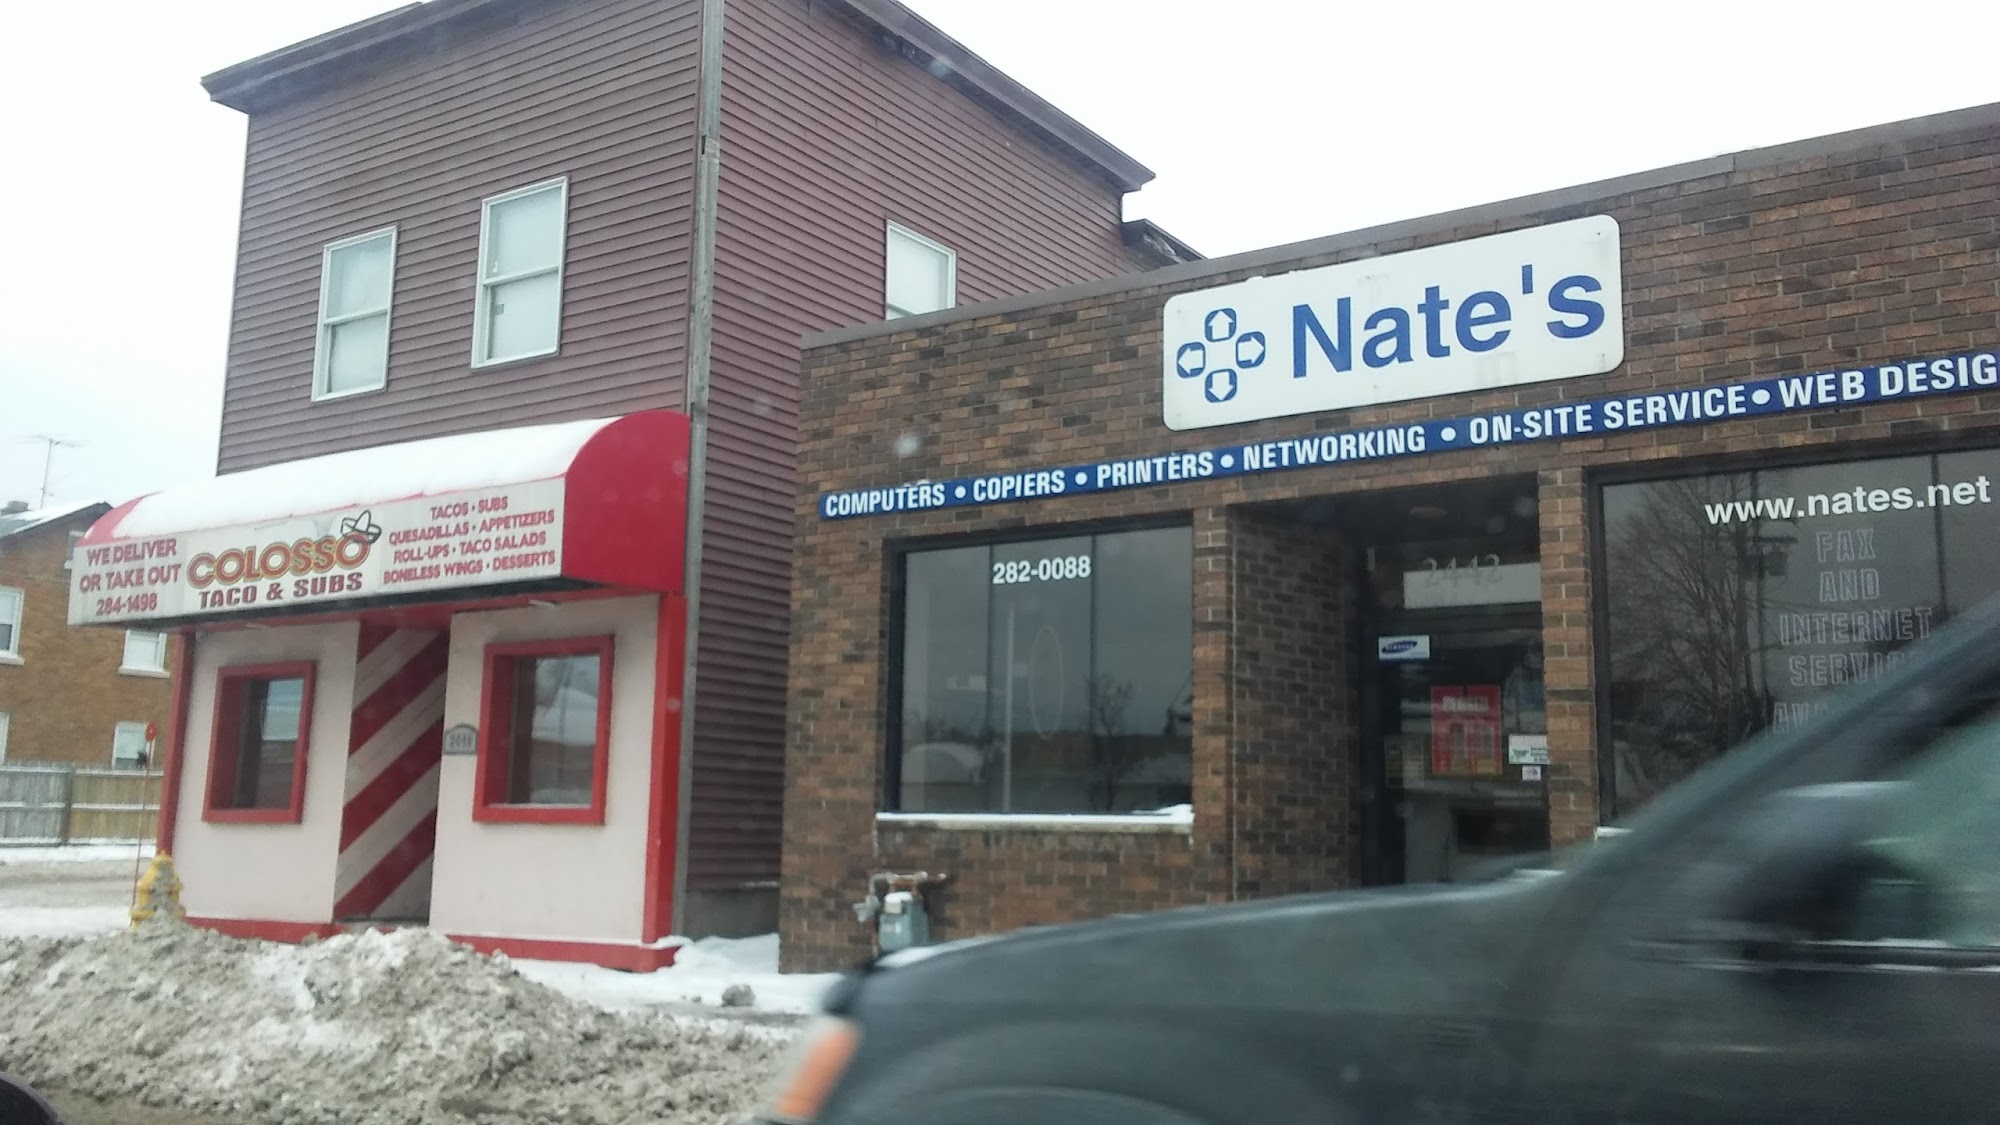 WE DELIVER
OR TAKE OUT
284-1498
COLOSSO
TACO & SUBS
TACOS • SUBS
QUESADILLAS • APPETIZERS
ROLL-UPS • TACO SALADS
BONELESS WINGS • DESSERTS
Nate's
COMPUTERS • COPIERS • PRINTERS • NETWORKING • ON-SITE SERVICE • WEB DESIG
282-0088
2442
SAMSUNG
www.nates.net
FAX
AND
INTERNET